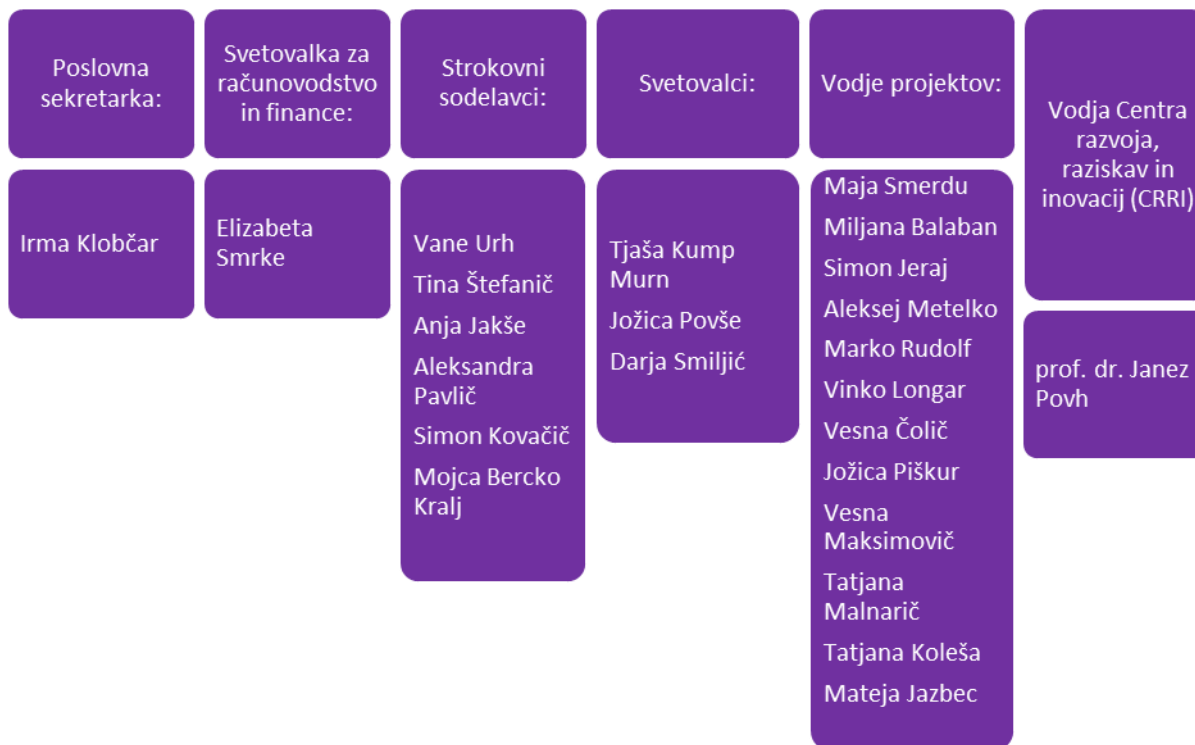 Poslovna
sekretarka:
Irma Klobčar
Svetovalka za
računovodstvo
in finance:
Elizabeta
Smrke
Strokovni
sodelavci:
Vane Urh
Tina Štefanič
Anja Jakše
Aleksandra
Pavlič
Simon Kovačič
Mojca Bercko
Kralj
Svetovalci:
Tjaša Kump
Murn
Jožica Povše
Darja Smiljić
Vodje projektov:
Maja Smerdu
Miljana Balaban
Simon Jeraj
Aleksej Metelko
Marko Rudolf
Vinko Longar
Vesna Čolič
Jožica Piškur
Vesna
Maksimovič
Tatjana
Malnarič
Tatjana Koleša
Mateja Jazbec
Vodja Centra
razvoja,
raziskav in
inovacij (CRRI)
prof. dr. Janez
Povh